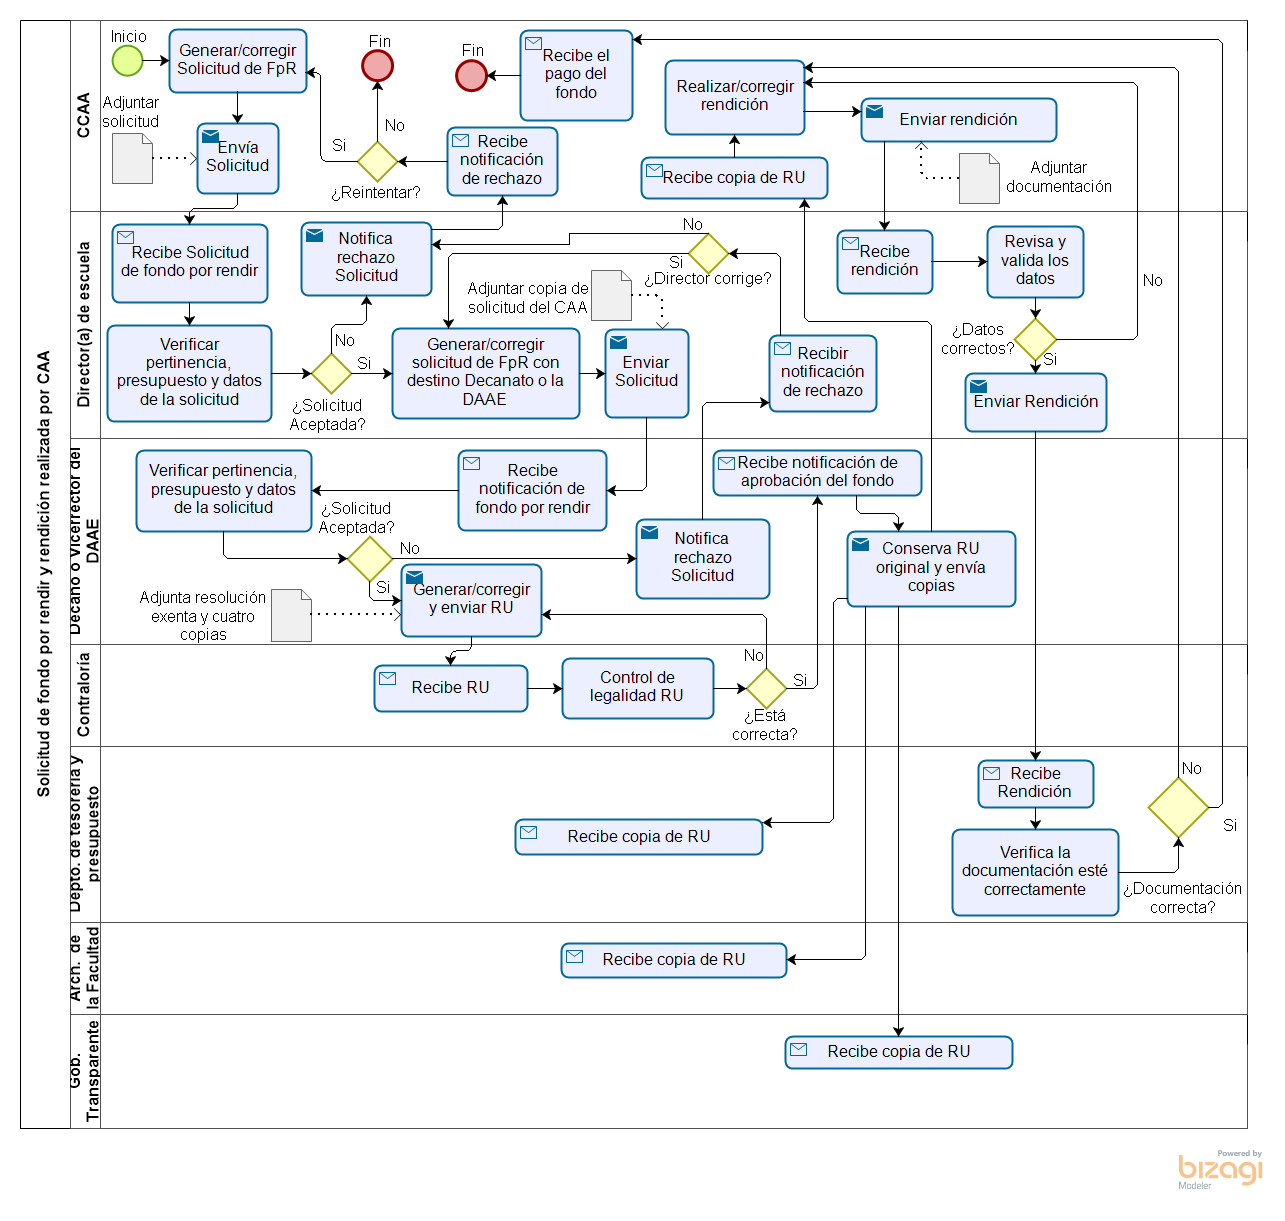 Solicitud de fondo por rendir y rendición realizada por CAA
CCAA
Inicio
Generar/corregir
Solicitud de FpR
Adjuntar
solicitud
Envía
Solicitud
Fin
No
Si
¿Reintentar?
Recibe
notificación
de rechazo
Fin
Recibe el
pago del
fondo
Realizar/corregir
rendición
Recibe copia de RU
Enviar rendición
Adjuntar
documentación
Director(a) de escuela
Recibe Solicitud
de fondo por rendir
Verificar
pertinencia,
presupuesto y datos
de la solicitud
Notifica
rechazo
Solicitud
No
Si
¿Solicitud
Aceptada?
Generar/corregir
solicitud de FpR con
destino Decanato o la
DAAE
Adjuntar copia de
solicitud del CAA
Enviar
Solicitud
No
Si
¿Director corrige?
Recibir
notificación
de rechazo
Recibe
rendición
Revisa y
valida los
datos
¿Datos
correctos?
No
Si
Enviar Rendición
Decano o Vicerrector del
DAAE
Verificar pertinencia,
presupuesto y datos
de la solicitud
¿Solicitud
Aceptada?
No
Si
Recibe
notificación de
fondo por rendir
Notifica
rechazo
Solicitud
Adjunta resolución
exenta y cuatro
copias
Generar/corregir
y enviar RU
Recibe notificación de
aprobación del fondo
Conserva RU
original y envía
copias
Contraloría
Recibe RU
Control de
legalidad RU
No
Si
¿Está
correcta?
Depto. de tesorería y
presupuesto
Recibe copia de RU
Recibe
Rendición
Verifica la
documentación esté
correctamente
No
Si
¿Documentación
correcta?
Arch. de
la Facultad
Recibe copia de RU
Gob.
Transparente
Recibe copia de RU
Powered by
bizagi
Modeler